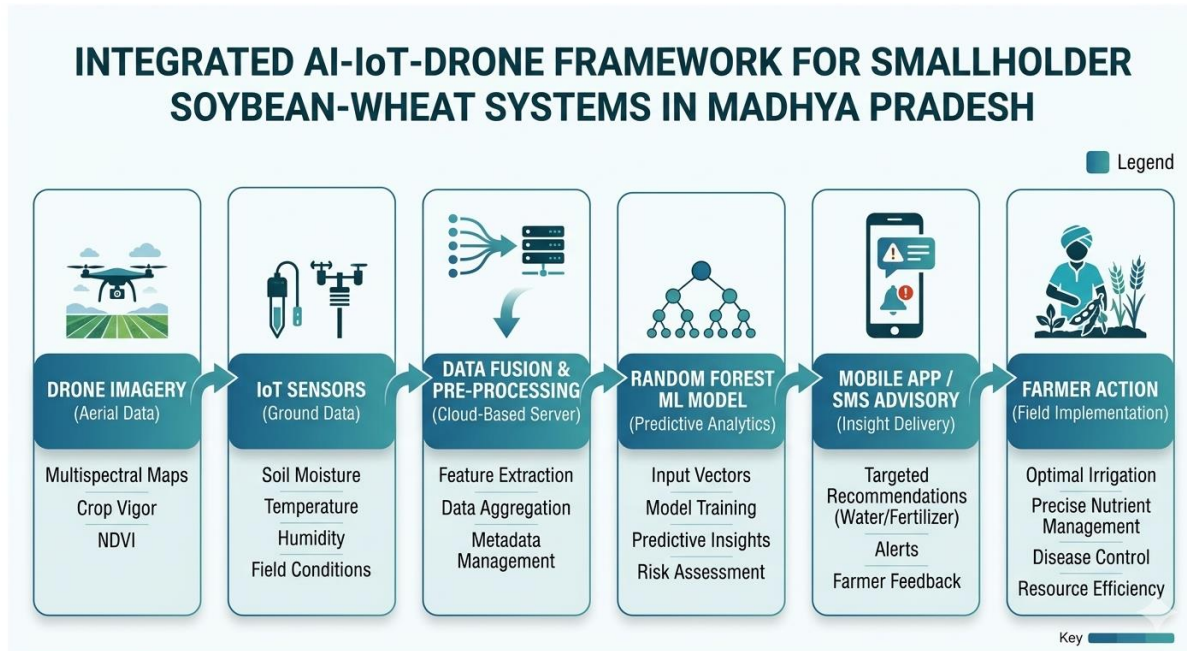 INTEGRATED AI-IoT-DRONE FRAMEWORK FOR SMALLHOLDER
SOYBEAN-WHEAT SYSTEMS IN MADHYA PRADESH
Legend
DRONE IMAGERY
(Aerial Data)
Multispectral Maps
Crop Vigor
NDVI
IoT SENSORS
(Ground Data)
Soil Moisture
Temperature
Humidity
Field Conditions
DATA FUSION &
PRE-PROCESSING
(Cloud-Based Server)
Feature Extraction
Data Aggregation
Metadata
Management
RANDOM FOREST
ML MODEL
(Predictive Analytics)
Input Vectors
Model Training
Predictive Insights
Risk Assessment
MOBILE APP /
SMS ADVISORY
(Insight Delivery)
Targeted
Recommendations
(Water/Fertilizer)
Alerts
Farmer Feedback
FARMER ACTION
(Field Implementation)
Optimal Irrigation
Precise Nutrient
Management
Disease Control
Resource Efficiency
Key